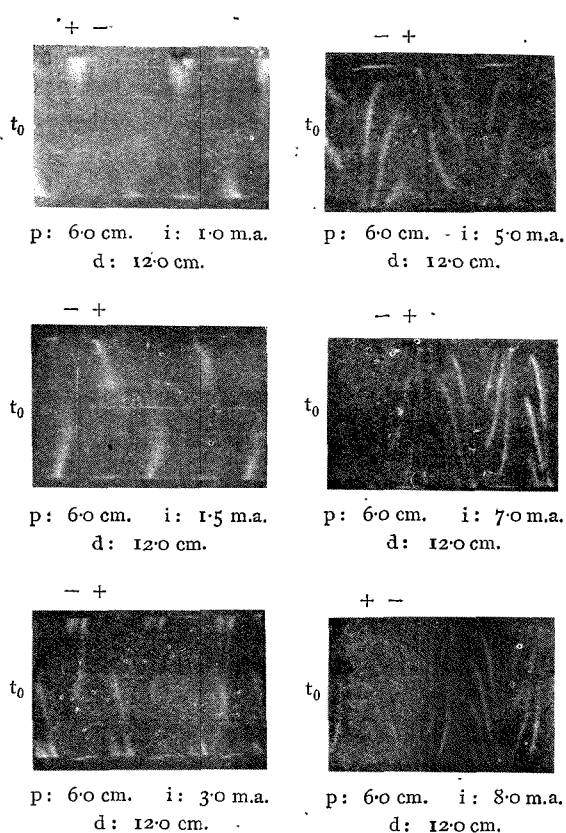 + −
t₀
p: 6·0 cm. i: 1·0 m.a.
d: 12·0 cm.
− +
t₀
p: 6·0 cm. i: 1·5 m.a.
d: 12·0 cm.
− +
t₀
p: 6·0 cm. i: 3·0 m.a.
d: 12·0 cm.
− +
t₀
p: 6·0 cm. i: 5·0 m.a.
d: 12·0 cm.
− +
t₀
p: 6·0 cm. i: 7·0 m.a.
d: 12·0 cm.
+ −
t₀
p: 6·0 cm. i: 8·0 m.a.
d: 12·0 cm.